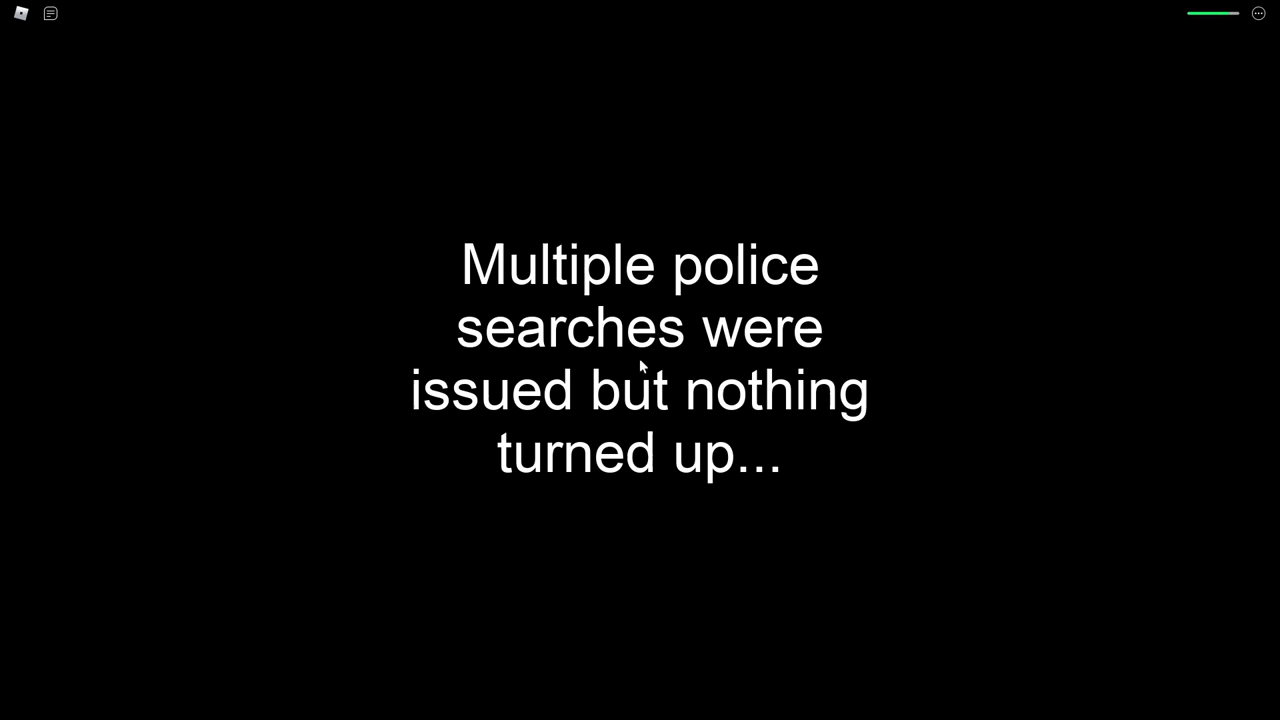 Multiple police
searches were
issued but nothing
turned up...